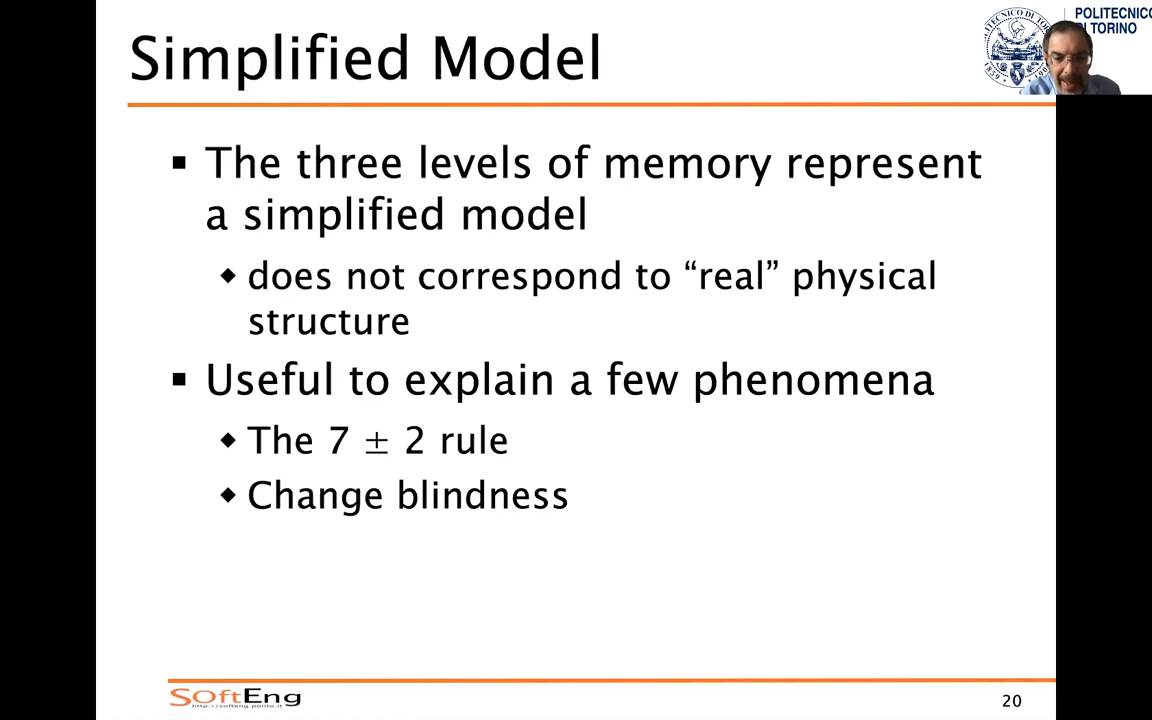 Simplified Model
POLITECNICO
DI TORINO
▪ The three levels of memory represent
a simplified model
◆ does not correspond to “real” physical
structure
▪ Useful to explain a few phenomena
◆ The 7 ± 2 rule
◆ Change blindness
SOftEng
http://softeng.polito.it
20